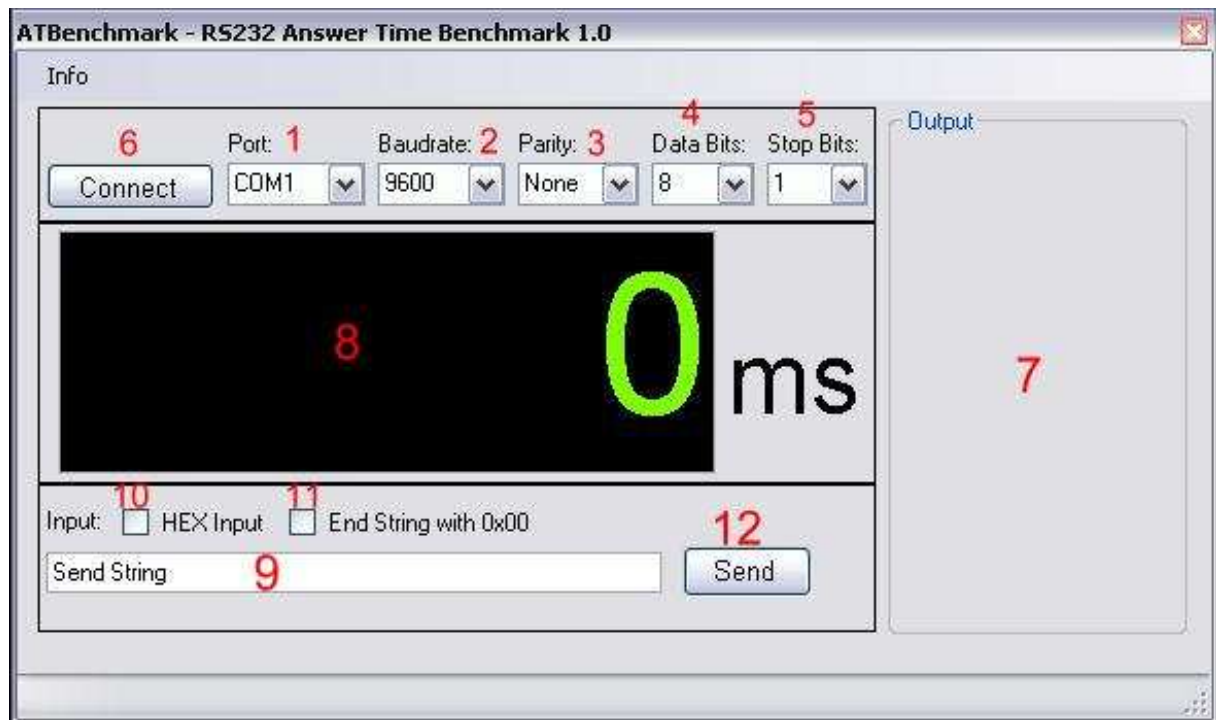 ATBenchmark - RS232 Answer Time Benchmark 1.0
Info
6 Port: 1 Baudrate: 2 Parity: 3 4 Data Bits: 5 Stop Bits:
Connect COM1 9600 None 8 1
Output
8
0 ms
7
10 11
Input: HEX Input End String with 0x00
12
Send String 9 Send